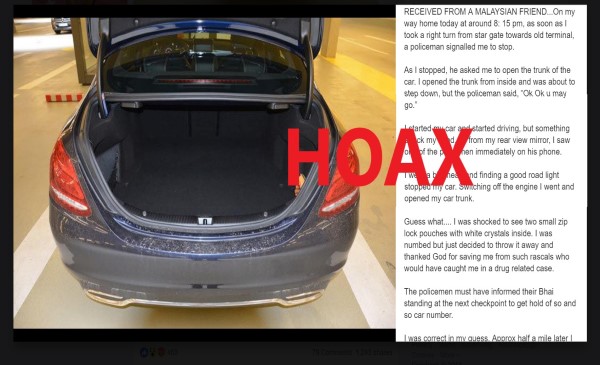 RECEIVED FROM A MALAYSIAN FRIEND...On my
way home today at around 8: 15 pm, as soon as I
took a right turn from star gate towards old terminal,
a policeman signalled me to stop.
As I stopped, he asked me to open the trunk of the
car. I opened the trunk from inside and was about to
step down, but the policeman said, "Ok Ok u may
go."
HOAX
I started my car and started driving, but something
my from my rear view mirror, I saw
of the immediately on his phone.
and finding a good road light
stopped my car. Switching off the engine I went and
opened my car trunk.
Guess what.... I was shocked to see two small zip
lock pouches with white crystals inside. I was
numbed but just decided to throw it away and
thanked God for saving me from such rascals who
would have caught me in a drug related case.
The policemen must have informed their Bhai
standing at the next checkpoint to get hold of so and
so car number.
I was correct in my guess. Approx half a mile later I